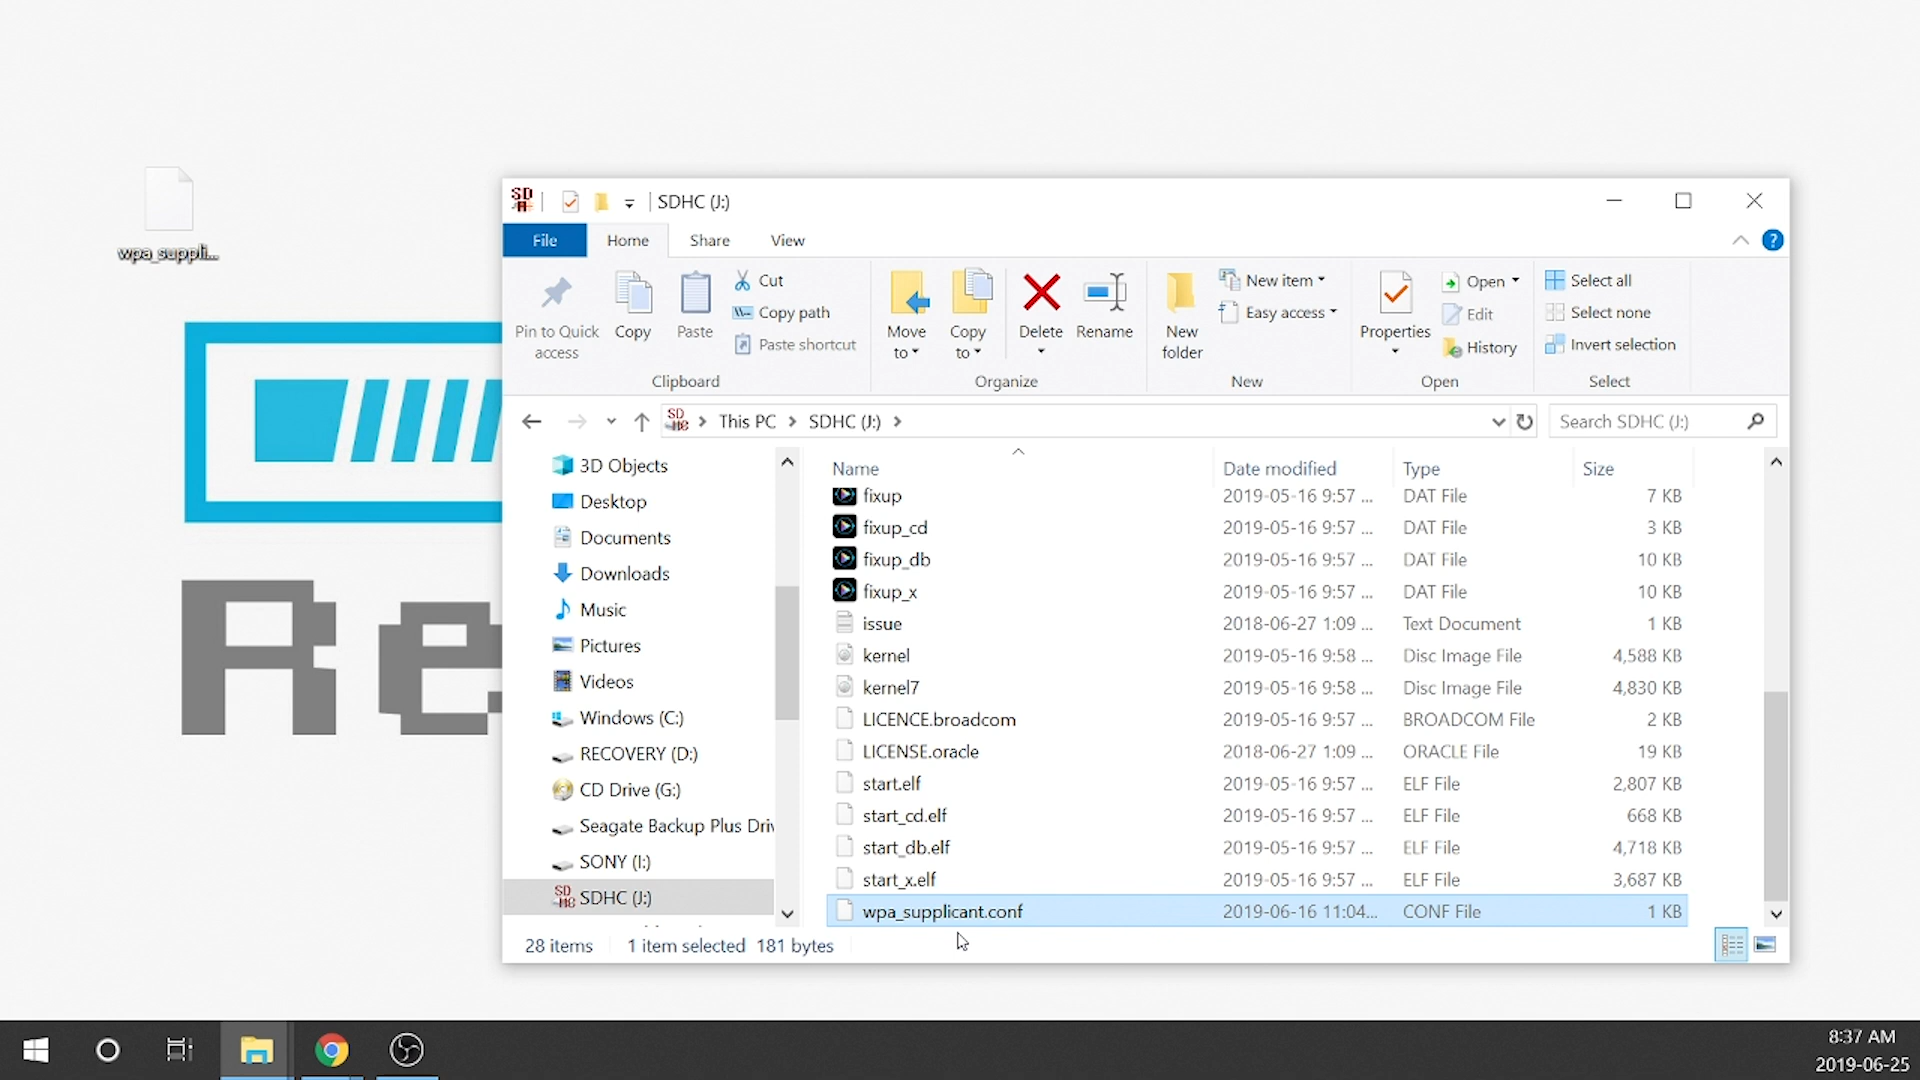 wpa_suppli...
Re
SD
SDHC (J:)
File Home Share View
Pin to Quick access
Copy
Paste
Cut
Copy path
Paste shortcut
Clipboard
Move to
Copy to
Delete
Rename
Organize
New folder
New item
Easy access
New
Properties
Open
Edit
History
Open
Select all
Select none
Invert selection
Select
This PC SDHC (J:)
Search SDHC (J:)
3D Objects
Desktop
Documents
Downloads
Music
Pictures
Videos
Windows (C:)
RECOVERY (D:)
CD Drive (G:)
Seagate Backup Plus Driv
SONY (I:)
SDHC (J:)
Name Date modified Type Size
fixup 2019-05-16 9:57 ... DAT File 7 KB
fixup_cd 2019-05-16 9:57 ... DAT File 3 KB
fixup_db 2019-05-16 9:57 ... DAT File 10 KB
fixup_x 2019-05-16 9:57 ... DAT File 10 KB
issue 2018-06-27 1:09 ... Text Document 1 KB
kernel 2019-05-16 9:58 ... Disc Image File 4,588 KB
kernel7 2019-05-16 9:58 ... Disc Image File 4,830 KB
LICENCE.broadcom 2019-05-16 9:57 ... BROADCOM File 2 KB
LICENSE.oracle 2018-06-27 1:09 ... ORACLE File 19 KB
start.elf 2019-05-16 9:57 ... ELF File 2,807 KB
start_cd.elf 2019-05-16 9:57 ... ELF File 668 KB
start_db.elf 2019-05-16 9:57 ... ELF File 4,718 KB
start_x.elf 2019-05-16 9:57 ... ELF File 3,687 KB
wpa_supplicant.conf 2019-06-16 11:04... CONF File 1 KB
28 items 1 item selected 181 bytes
8:37 AM
2019-06-25